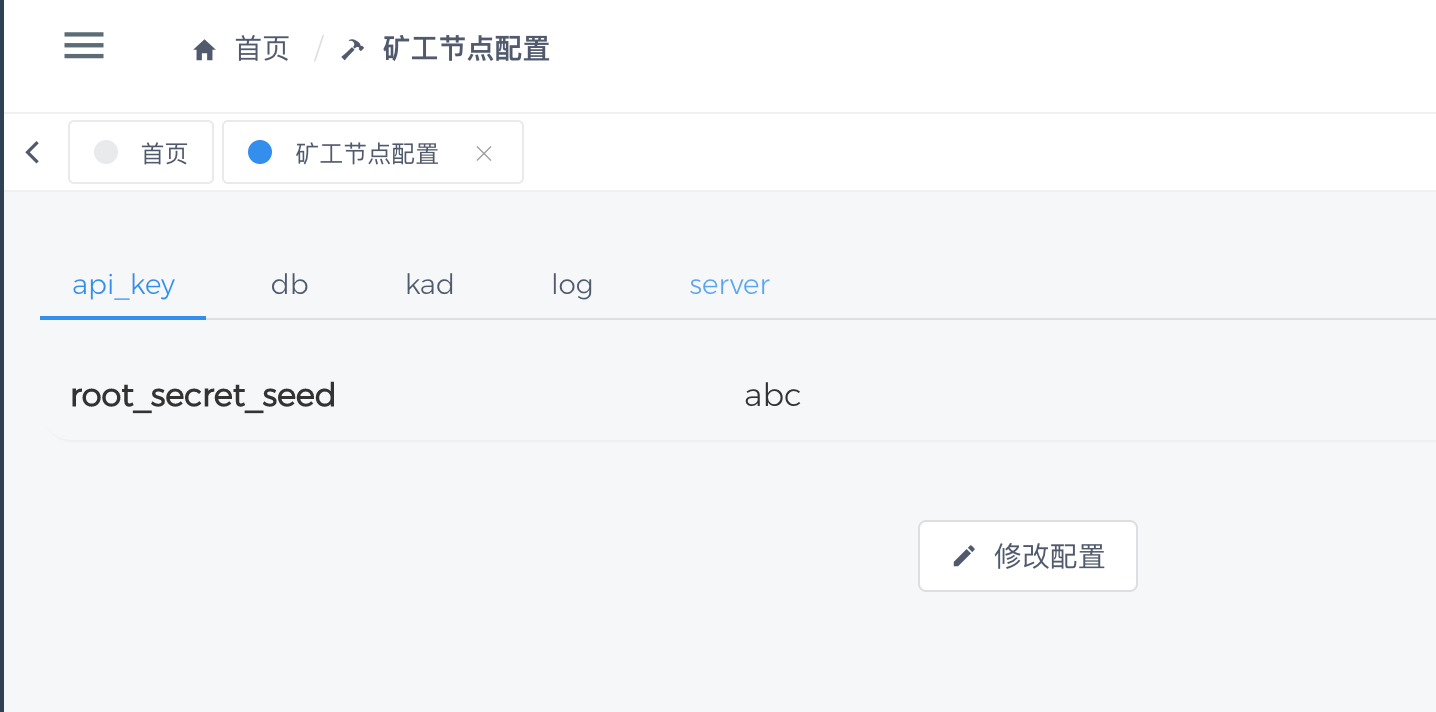 首页 / 矿工节点配置
首页 矿工节点配置
api_key db kad log server
root_secret_seed abc
修改配置